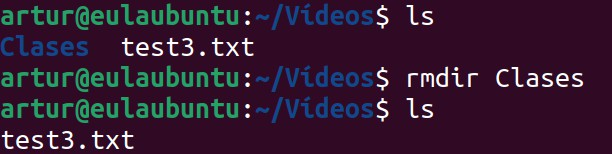 artur@eulaubuntu:~/Vídeos$ ls
Clases  test3.txt
artur@eulaubuntu:~/Vídeos$ rmdir Clases
artur@eulaubuntu:~/Vídeos$ ls
test3.txt